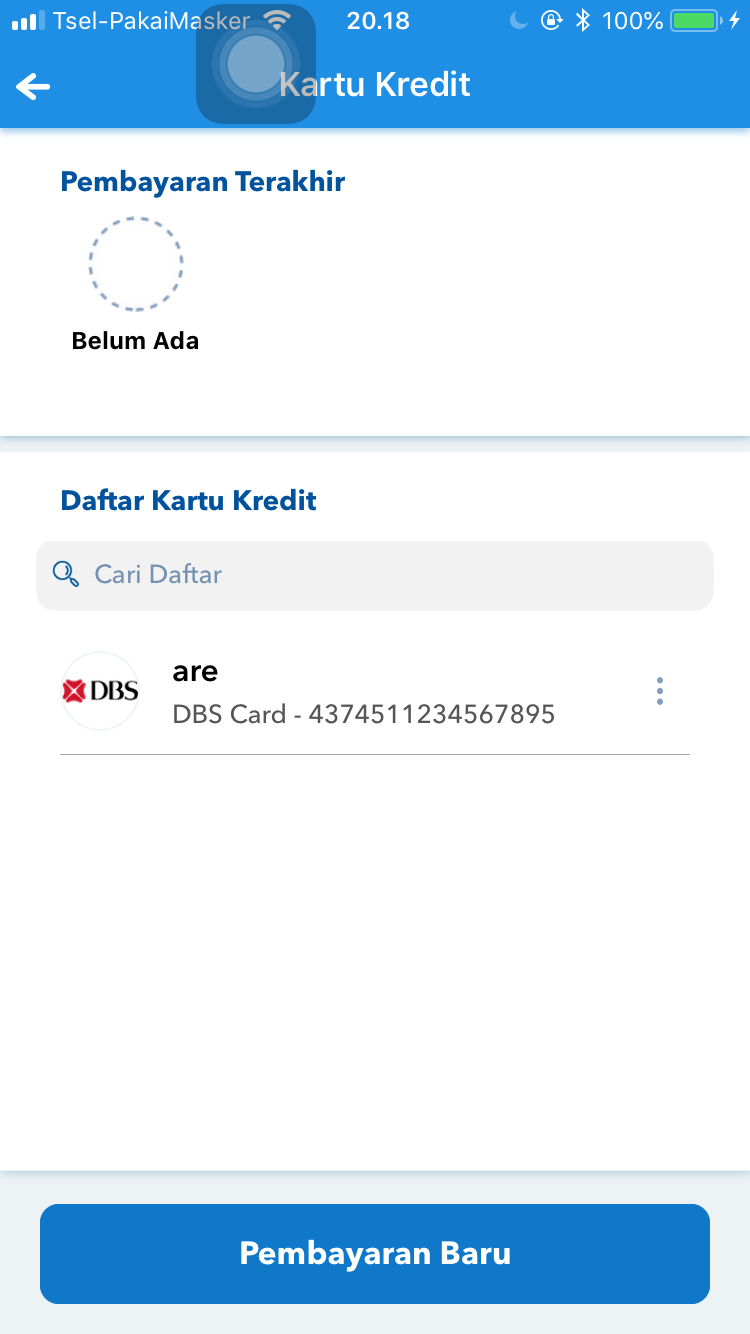 Tsel-PakaiMasker 20.18 100%
Kartu Kredit
Pembayaran Terakhir
Belum Ada
Daftar Kartu Kredit
Cari Daftar
are
DBS
DBS Card - 4374511234567895
Pembayaran Baru